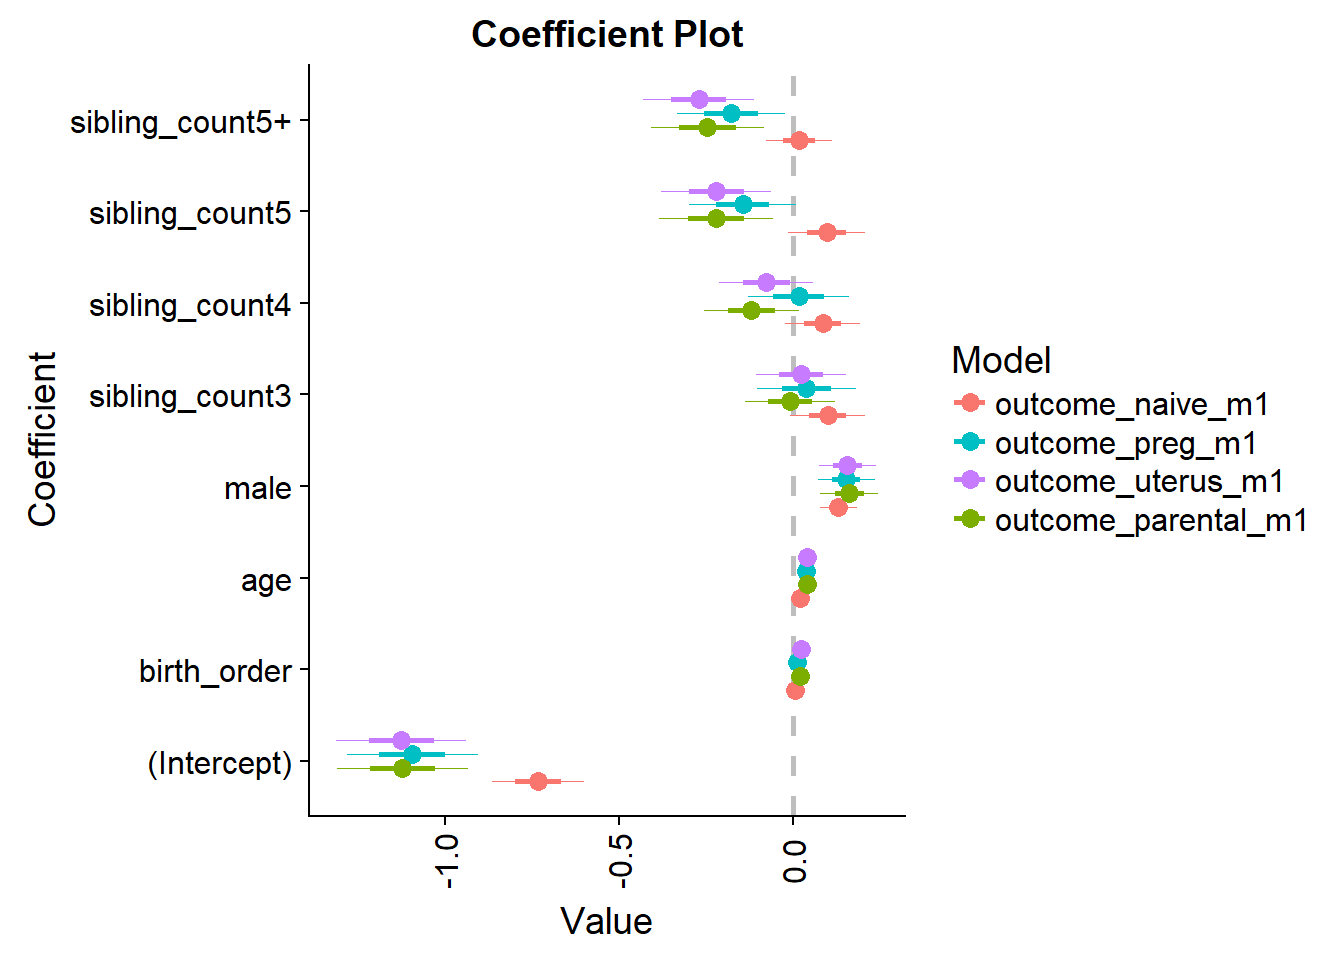 Coefficient Plot
sibling_count5+
sibling_count5
sibling_count4
sibling_count3
male
age
birth_order
(Intercept)
Coefficient
-1.0
-0.5
0.0
Value
Model
outcome_naive_m1
outcome_preg_m1
outcome_uterus_m1
outcome_parental_m1